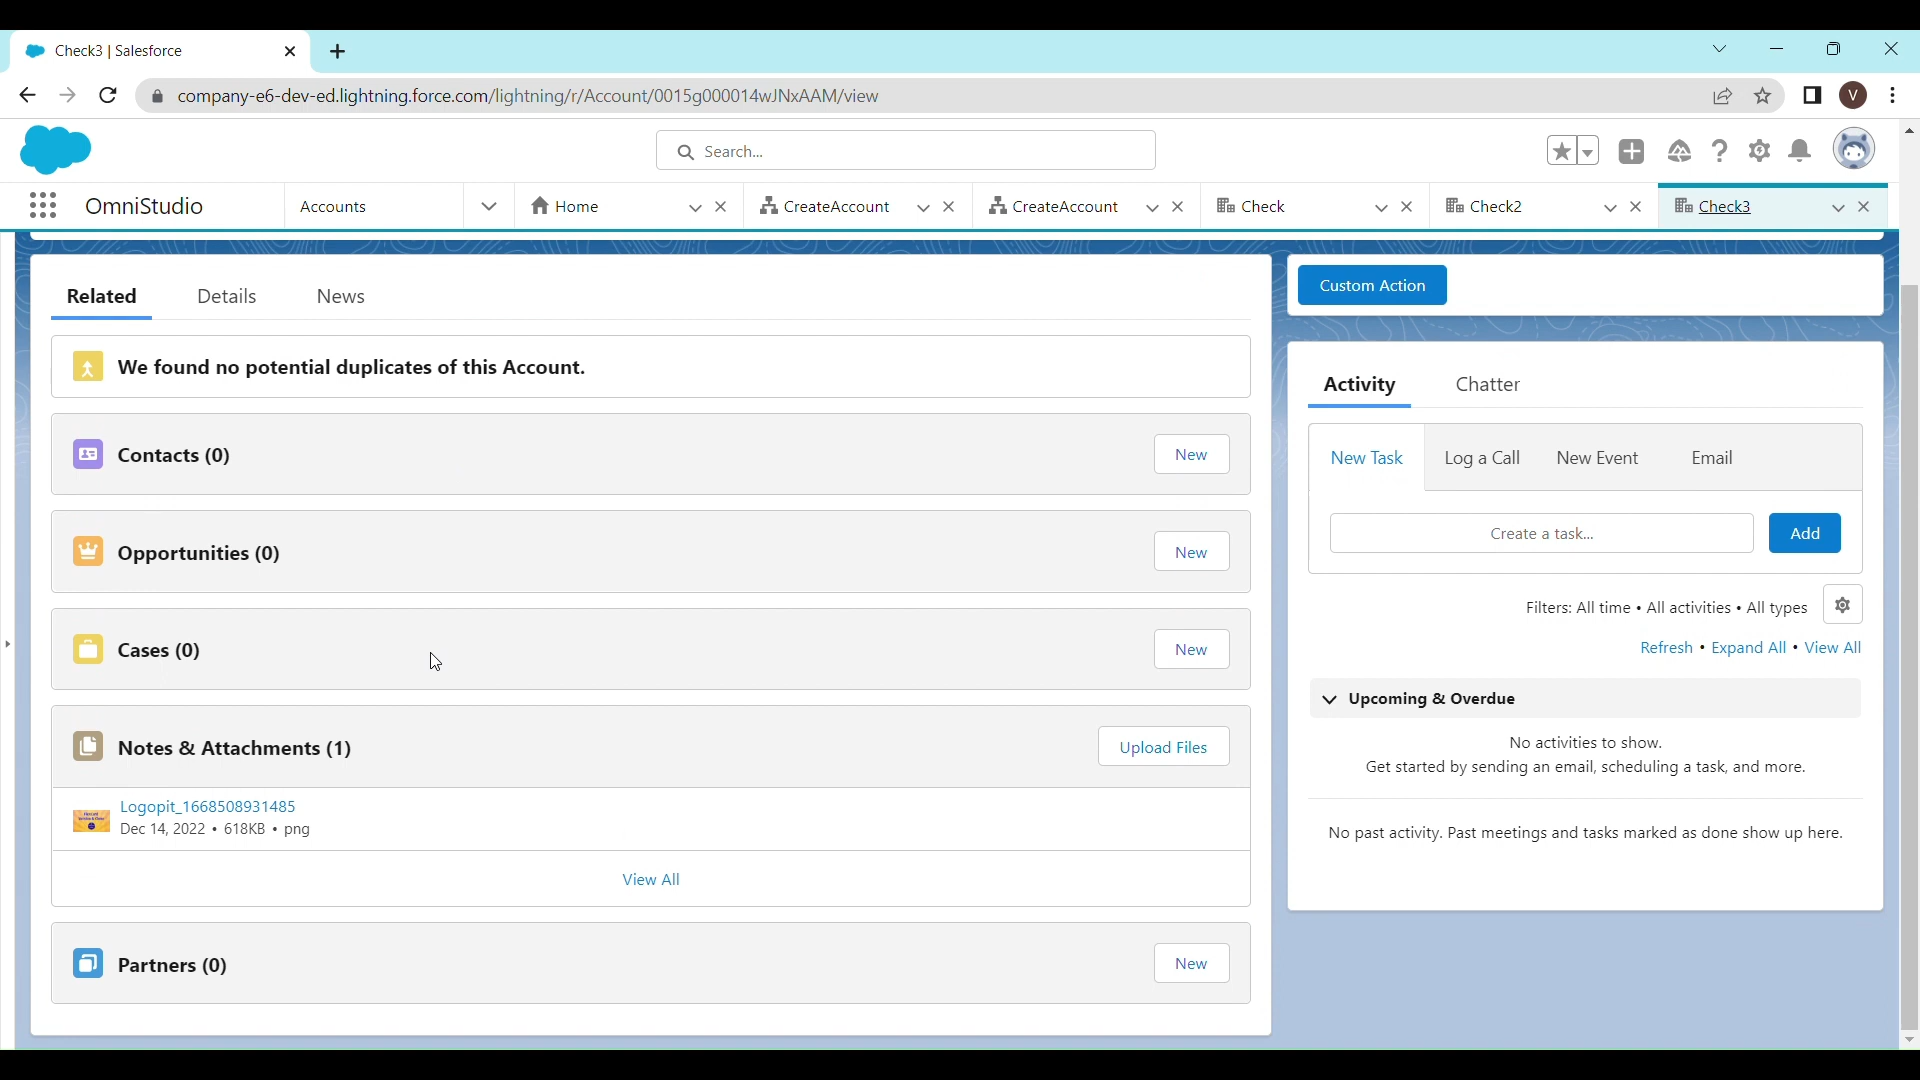 Check3 | Salesforce
company-e6-dev-ed.lightning.force.com/lightning/r/Account/0015g000014wJNxAAM/view
V
Search...
OmniStudio
Accounts
Home
CreateAccount
CreateAccount
Check
Check2
Check3
Related
Details
News
We found no potential duplicates of this Account.
Contacts (0)
New
Opportunities (0)
New
Cases (0)
New
Notes & Attachments (1)
Upload Files
Logopit_1668508931485
Dec 14, 2022 • 618KB • png
View All
Partners (0)
New
Custom Action
Activity
Chatter
New Task
Log a Call
New Event
Email
Create a task...
Add
Filters: All time • All activities • All types
Refresh • Expand All • View All
Upcoming & Overdue
No activities to show.
Get started by sending an email, scheduling a task, and more.
No past activity. Past meetings and tasks marked as done show up here.